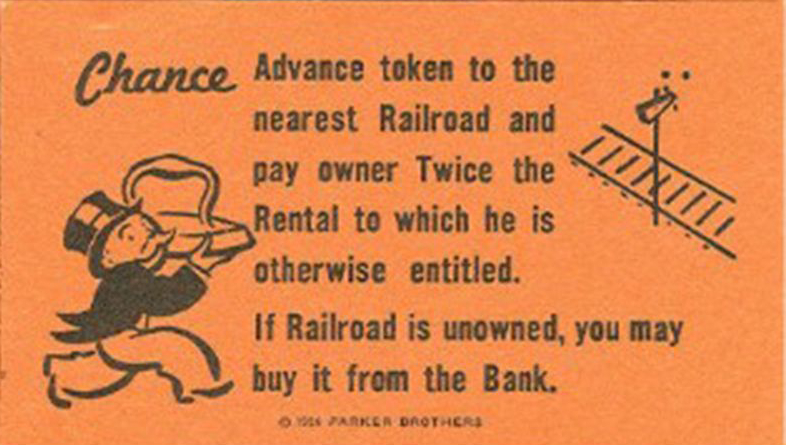 Chance
Advance token to the
nearest Railroad and
pay owner Twice the
Rental to which he is
otherwise entitled.
If Railroad is unowned, you may
buy it from the Bank.
© PARKER BROTHERS